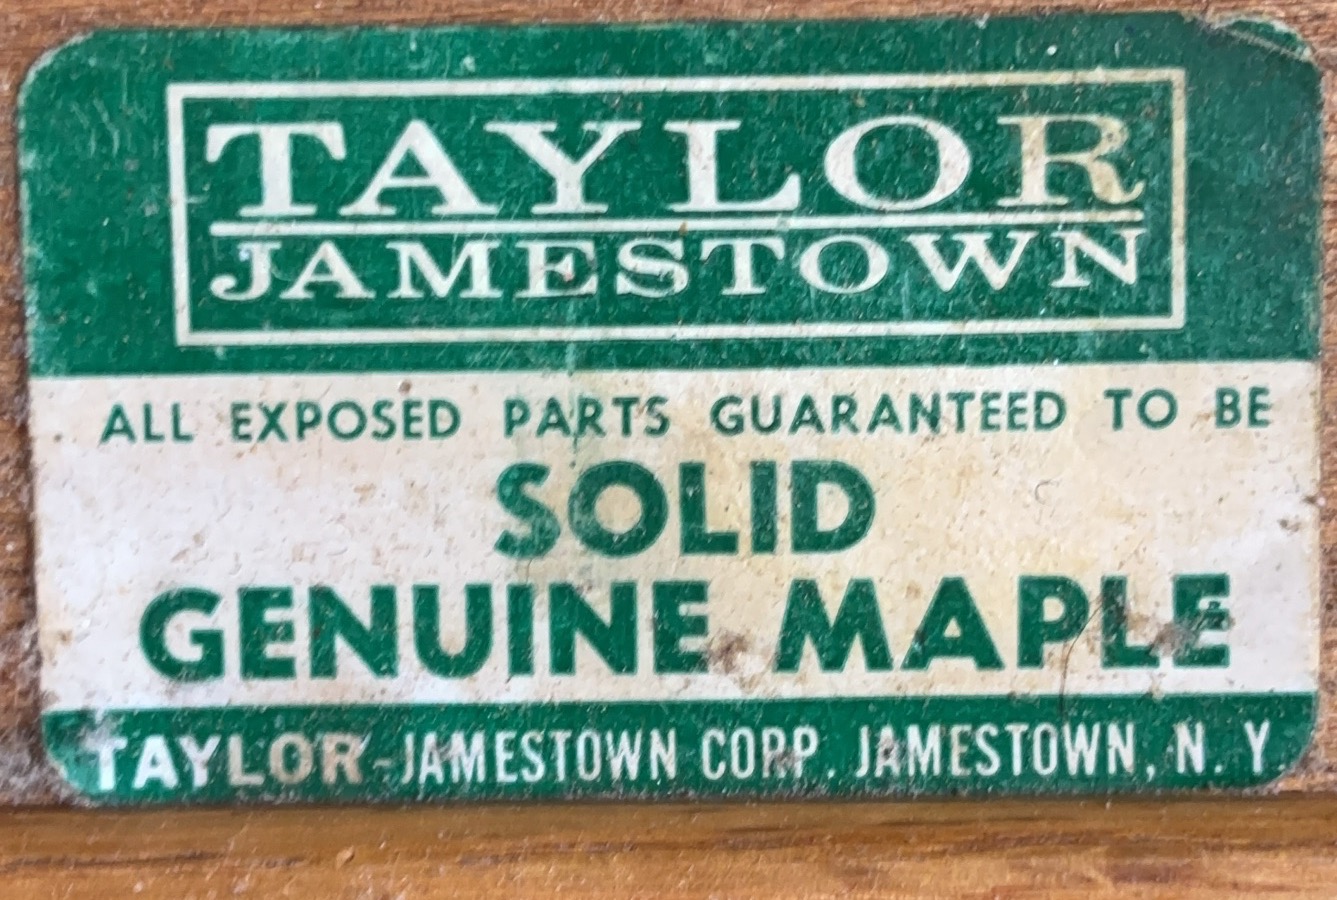 TAYLOR
JAMESTOWN
ALL EXPOSED PARTS GUARANTEED TO BE
SOLID
GENUINE MAPLE
TAYLOR-JAMESTOWN CORP. JAMESTOWN, N. Y.